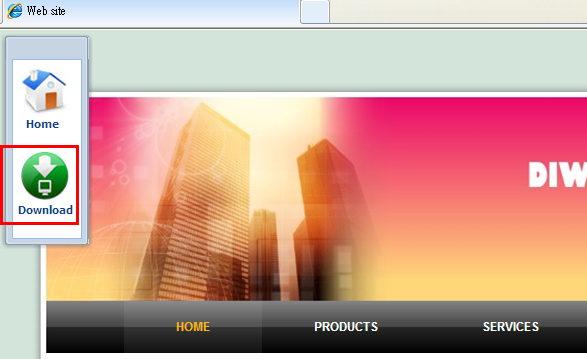 Web site
Home
Download
DIW
HOME PRODUCTS SERVICES